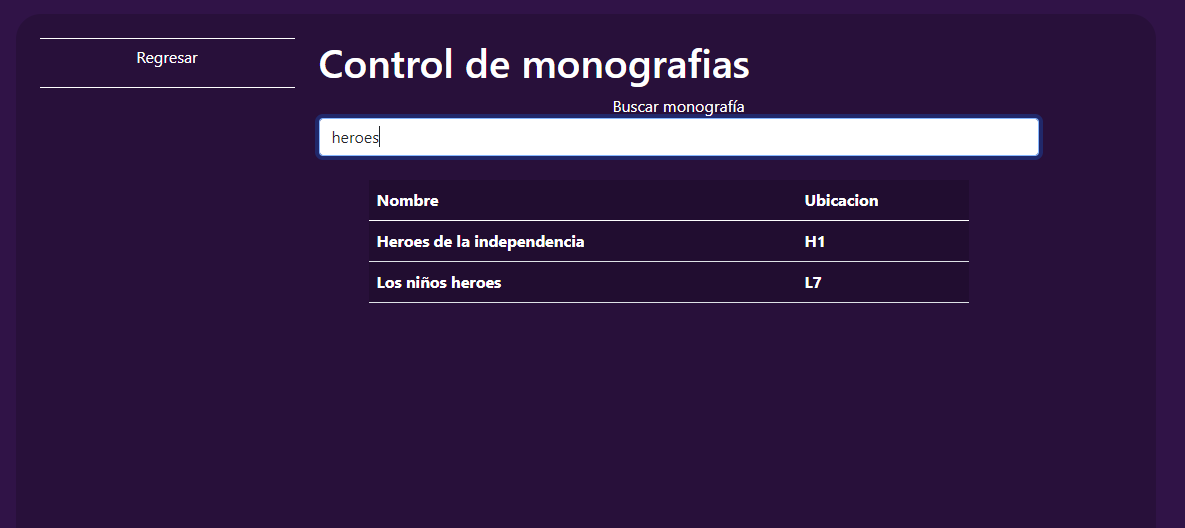 Regresar
Control de monografias
Buscar monografía
heroes
Nombre Ubicacion
Heroes de la independencia H1
Los niños heroes L7